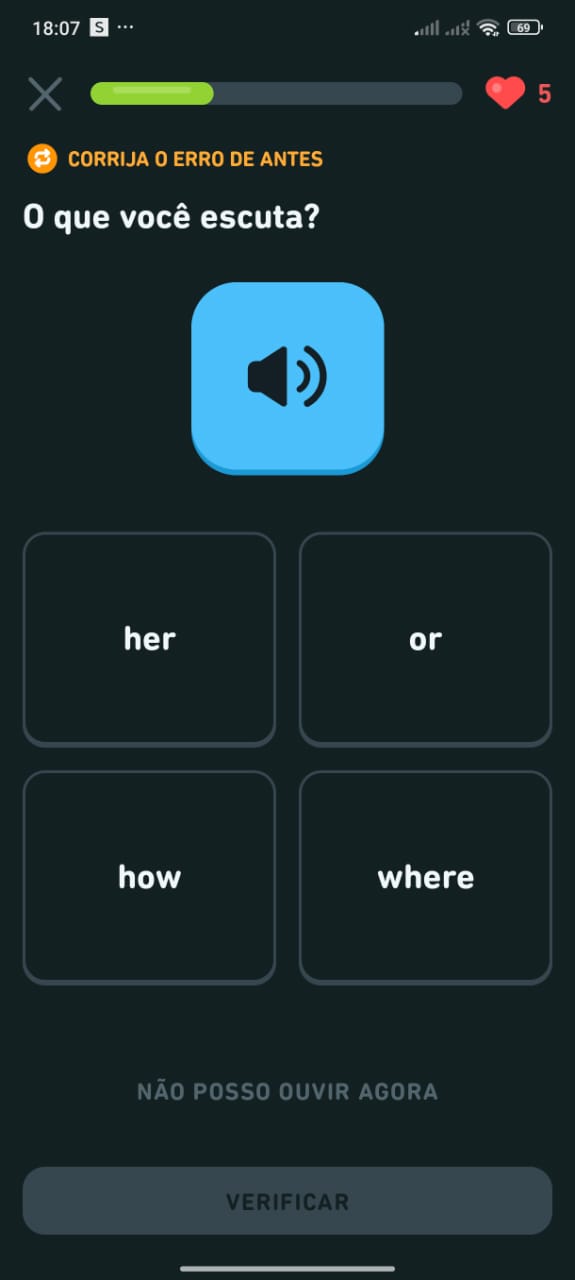 18:07 S ...
69
5
CORRIJA O ERRO DE ANTES
O que você escuta?
her
or
how
where
NÃO POSSO OUVIR AGORA
VERIFICAR